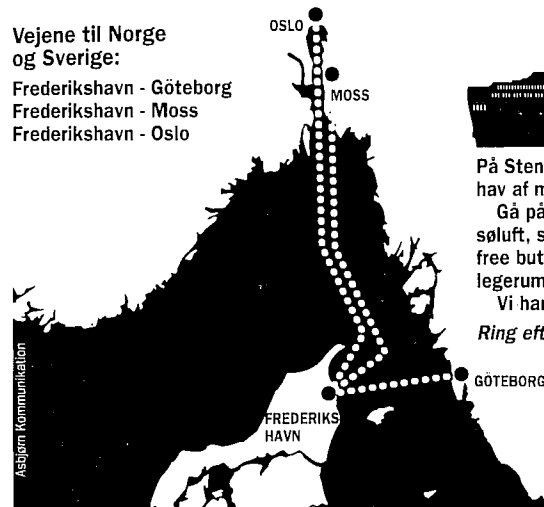 Vejene til Norge
og Sverige:
Frederikshavn - Göteborg
Frederikshavn - Moss
Frederikshavn - Oslo
OSLO
MOSS
GÖTEBORG
FREDERIKS
HAVN
På Sten
hav af m
Gå på
søluft, s
free but
legerum
Vi har
Ring eft
Asbjørn Kommunikation